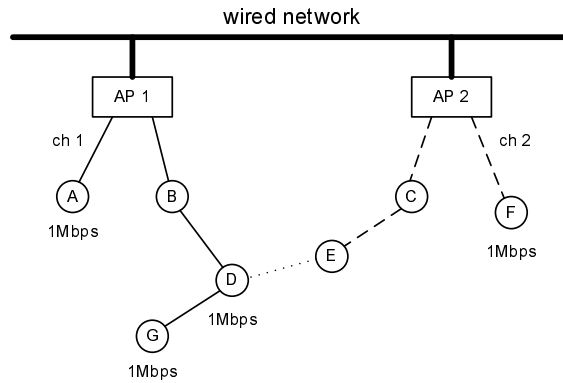 wired network
AP 1
AP 2
ch 1
ch 2
A
B
C
F
1Mbps
1Mbps
E
D
1Mbps
G
1Mbps